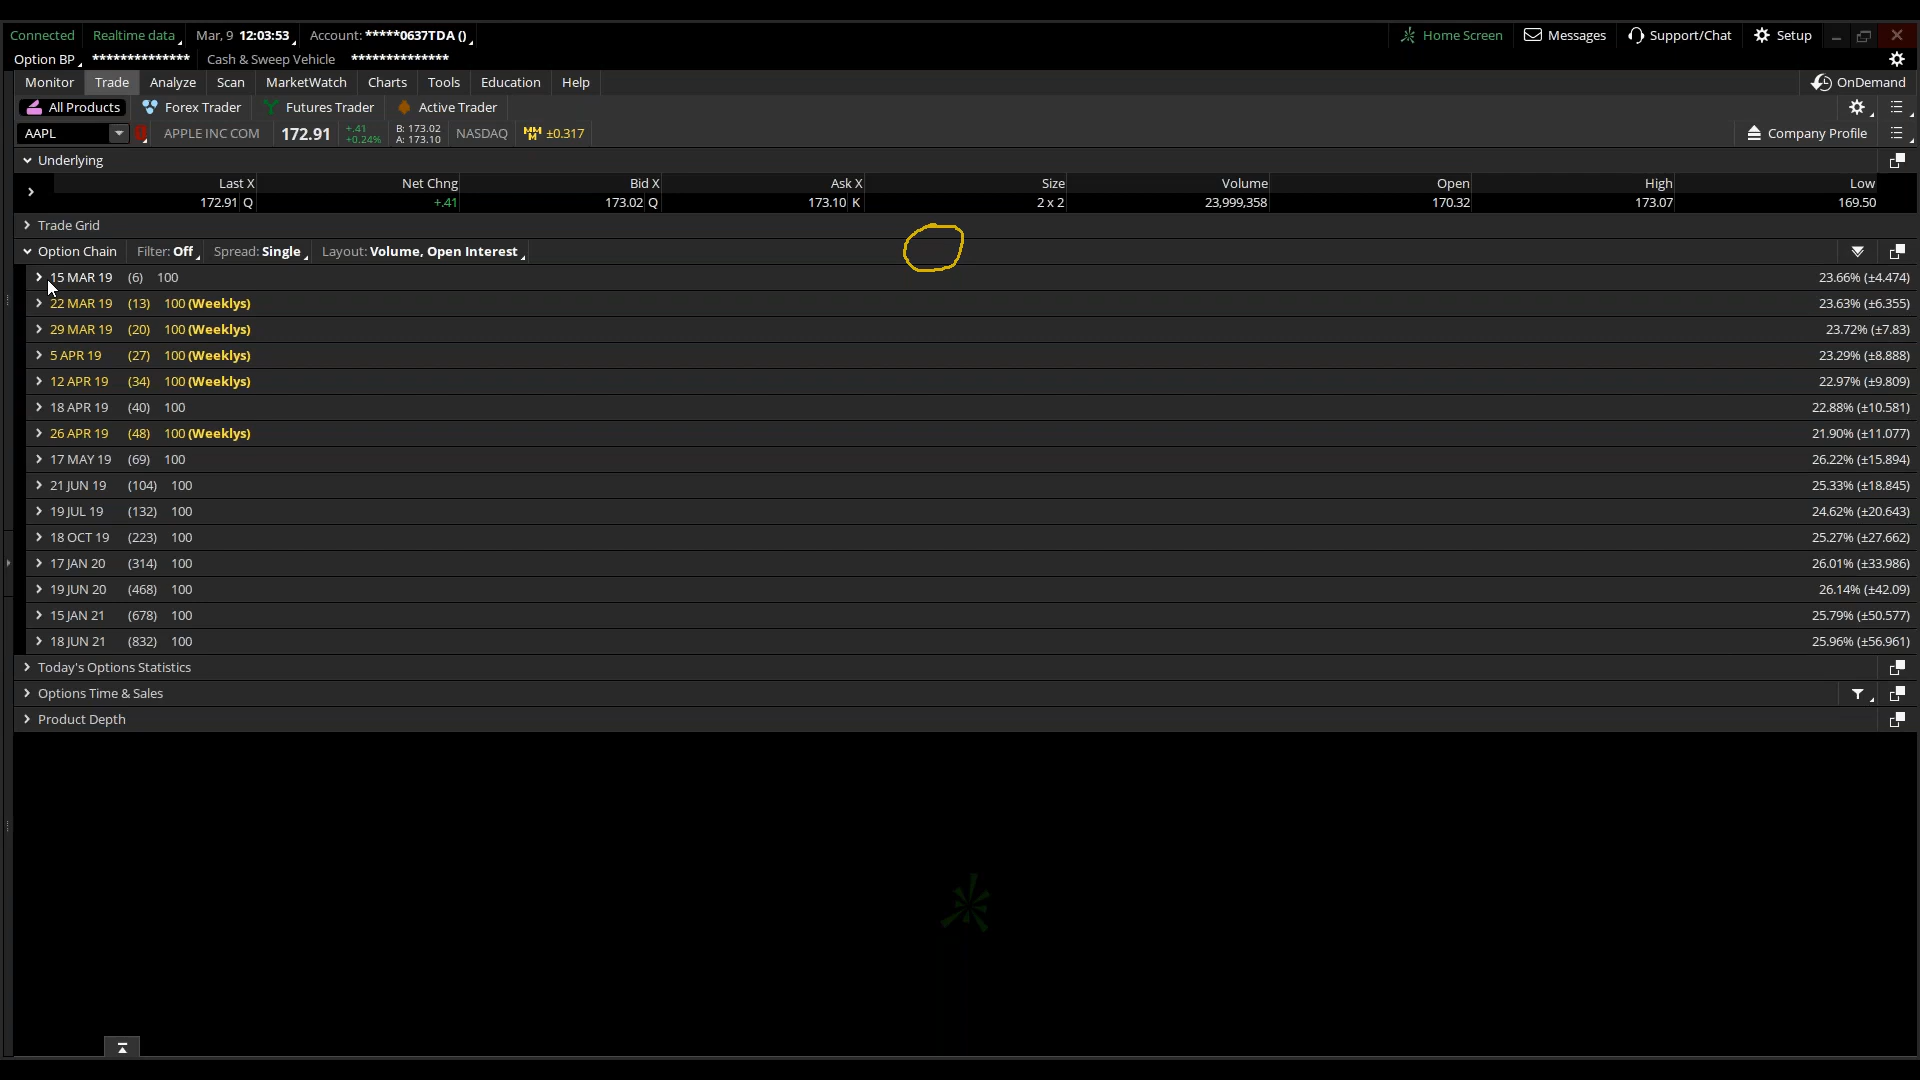 Connected Realtime data Mar, 9 12:03:53 Account: *****0637TDA () Home Screen Messages Support/Chat Setup
Option BP ************** Cash & Sweep Vehicle **************
Monitor Trade Analyze Scan MarketWatch Charts Tools Education Help OnDemand
All Products Forex Trader Futures Trader Active Trader
AAPL APPLE INC COM 172.91 +.41 +0.24% B: 173.02 A: 173.10 NASDAQ ±0.317 Company Profile
Underlying
Last X Net Chng Bid X Ask X Size Volume Open High Low
172.91 Q +.41 173.02 Q 173.10 K 2 x 2 23,999,358 170.32 173.07 169.50
Trade Grid
Option Chain Filter: Off Spread: Single Layout: Volume, Open Interest
15 MAR 19 (6) 100 23.66% (±4.474)
22 MAR 19 (13) 100 (Weeklys) 23.63% (±6.355)
29 MAR 19 (20) 100 (Weeklys) 23.72% (±7.83)
5 APR 19 (27) 100 (Weeklys) 23.29% (±8.888)
12 APR 19 (34) 100 (Weeklys) 22.97% (±9.809)
18 APR 19 (40) 100 22.88% (±10.581)
26 APR 19 (48) 100 (Weeklys) 21.90% (±11.077)
17 MAY 19 (69) 100 26.22% (±15.894)
21 JUN 19 (104) 100 25.33% (±18.845)
19 JUL 19 (132) 100 24.62% (±20.643)
18 OCT 19 (223) 100 25.27% (±27.662)
17 JAN 20 (314) 100 26.01% (±33.986)
19 JUN 20 (468) 100 26.14% (±42.09)
15 JAN 21 (678) 100 25.79% (±50.577)
18 JUN 21 (832) 100 25.96% (±56.961)
Today's Options Statistics
Options Time & Sales
Product Depth